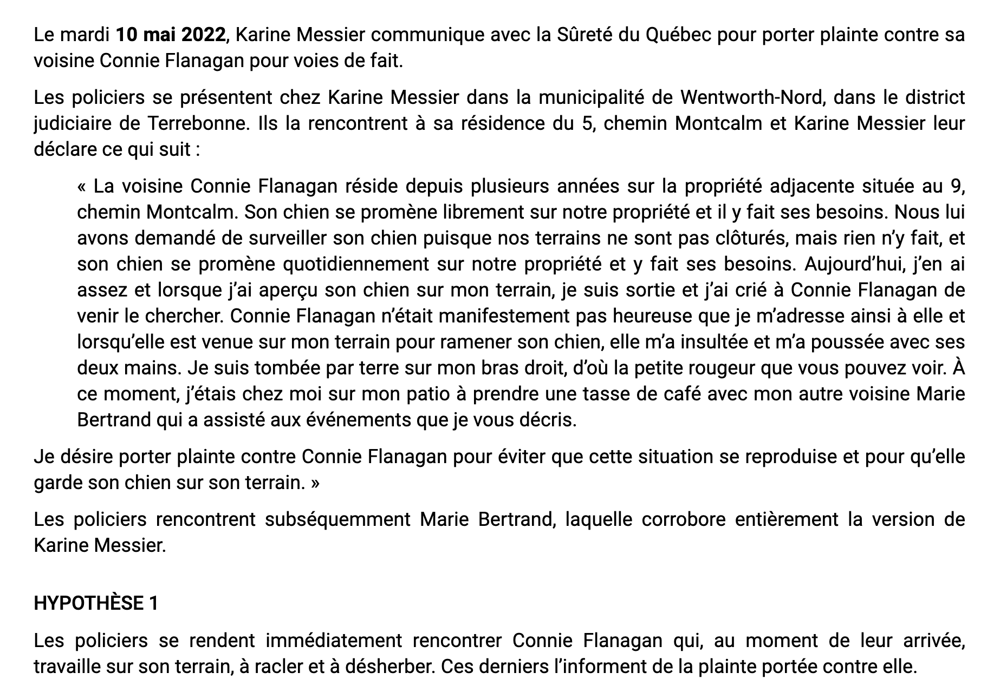 Le mardi 10 mai 2022, Karine Messier communique avec la Sûreté du Québec pour porter plainte contre sa
voisine Connie Flanagan pour voies de fait.
Les policiers se présentent chez Karine Messier dans la municipalité de Wentworth-Nord, dans le district
judiciaire de Terrebonne. Ils la rencontrent à sa résidence du 5, chemin Montcalm et Karine Messier leur
déclare ce qui suit :
« La voisine Connie Flanagan réside depuis plusieurs années sur la propriété adjacente située au 9,
chemin Montcalm. Son chien se promène librement sur notre propriété et il y fait ses besoins. Nous lui
avons demandé de surveiller son chien puisque nos terrains ne sont pas clôturés, mais rien n’y fait, et
son chien se promène quotidiennement sur notre propriété et y fait ses besoins. Aujourd’hui, j’en ai
assez et lorsque j’ai aperçu son chien sur mon terrain, je suis sortie et j’ai crié à Connie Flanagan de
venir le chercher. Connie Flanagan n’était manifestement pas heureuse que je m’adresse ainsi à elle et
lorsqu’elle est venue sur mon terrain pour ramener son chien, elle m’a insultée et m’a poussée avec ses
deux mains. Je suis tombée par terre sur mon bras droit, d’où la petite rougeur que vous pouvez voir. À
ce moment, j’étais chez moi sur mon patio à prendre une tasse de café avec mon autre voisine Marie
Bertrand qui a assisté aux événements que je vous décris.
Je désire porter plainte contre Connie Flanagan pour éviter que cette situation se reproduise et pour qu’elle
garde son chien sur son terrain. »
Les policiers rencontrent subséquemment Marie Bertrand, laquelle corrobore entièrement la version de
Karine Messier.
HYPOTHÈSE 1
Les policiers se rendent immédiatement rencontrer Connie Flanagan qui, au moment de leur arrivée,
travaille sur son terrain, à racler et à désherber. Ces derniers l’informent de la plainte portée contre elle.